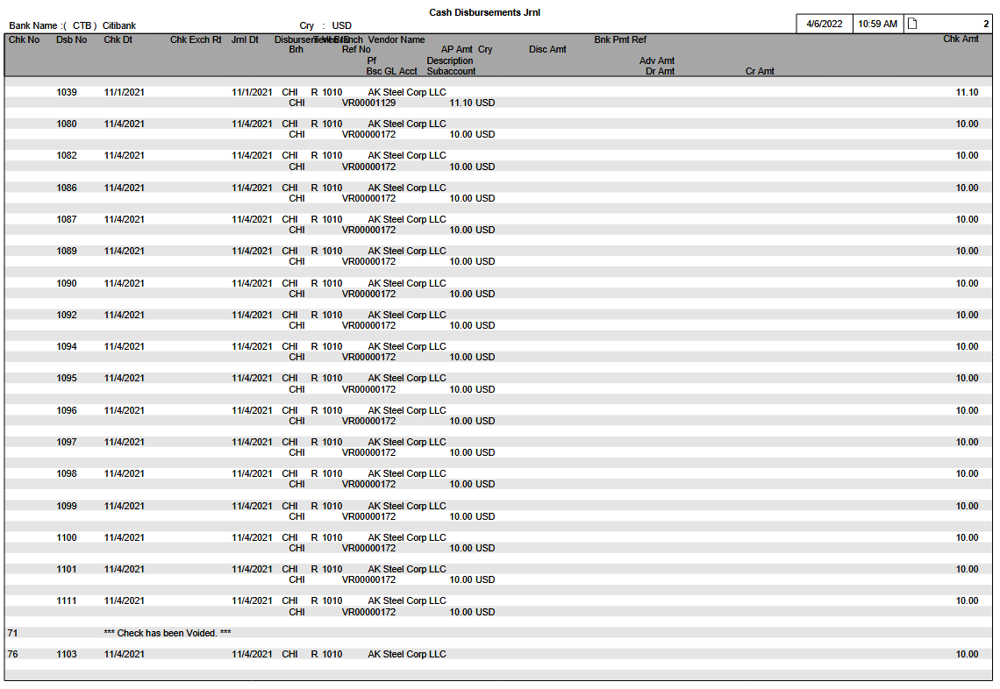 Cash Disbursements Jrnl
Bank Name :( CTB ) Citibank Cry : USD 4/6/2022 10:59 AM 2
Chk No Dsb No Chk Dt Chk Exch Rt Jrnl Dt Disbursement Branch Vendor Name Bnk Pmt Ref Chk Amt
Brh Ref No AP Amt Cry Disc Amt
Pf Description Adv Amt
Bsc GL Acct Subaccount Dr Amt Cr Amt
1039 11/1/2021 11/1/2021 CHI R 1010 AK Steel Corp LLC 11.10
CHI VR00001129 11.10 USD
1080 11/4/2021 11/4/2021 CHI R 1010 AK Steel Corp LLC 10.00
CHI VR00000172 10.00 USD
1082 11/4/2021 11/4/2021 CHI R 1010 AK Steel Corp LLC 10.00
CHI VR00000172 10.00 USD
1086 11/4/2021 11/4/2021 CHI R 1010 AK Steel Corp LLC 10.00
CHI VR00000172 10.00 USD
1087 11/4/2021 11/4/2021 CHI R 1010 AK Steel Corp LLC 10.00
CHI VR00000172 10.00 USD
1089 11/4/2021 11/4/2021 CHI R 1010 AK Steel Corp LLC 10.00
CHI VR00000172 10.00 USD
1090 11/4/2021 11/4/2021 CHI R 1010 AK Steel Corp LLC 10.00
CHI VR00000172 10.00 USD
1092 11/4/2021 11/4/2021 CHI R 1010 AK Steel Corp LLC 10.00
CHI VR00000172 10.00 USD
1094 11/4/2021 11/4/2021 CHI R 1010 AK Steel Corp LLC 10.00
CHI VR00000172 10.00 USD
1095 11/4/2021 11/4/2021 CHI R 1010 AK Steel Corp LLC 10.00
CHI VR00000172 10.00 USD
1096 11/4/2021 11/4/2021 CHI R 1010 AK Steel Corp LLC 10.00
CHI VR00000172 10.00 USD
1097 11/4/2021 11/4/2021 CHI R 1010 AK Steel Corp LLC 10.00
CHI VR00000172 10.00 USD
1098 11/4/2021 11/4/2021 CHI R 1010 AK Steel Corp LLC 10.00
CHI VR00000172 10.00 USD
1099 11/4/2021 11/4/2021 CHI R 1010 AK Steel Corp LLC 10.00
CHI VR00000172 10.00 USD
1100 11/4/2021 11/4/2021 CHI R 1010 AK Steel Corp LLC 10.00
CHI VR00000172 10.00 USD
1101 11/4/2021 11/4/2021 CHI R 1010 AK Steel Corp LLC 10.00
CHI VR00000172 10.00 USD
1111 11/4/2021 11/4/2021 CHI R 1010 AK Steel Corp LLC 10.00
CHI VR00000172 10.00 USD
71 *** Check has been Voided. ***
76 1103 11/4/2021 11/4/2021 CHI R 1010 AK Steel Corp LLC 10.00